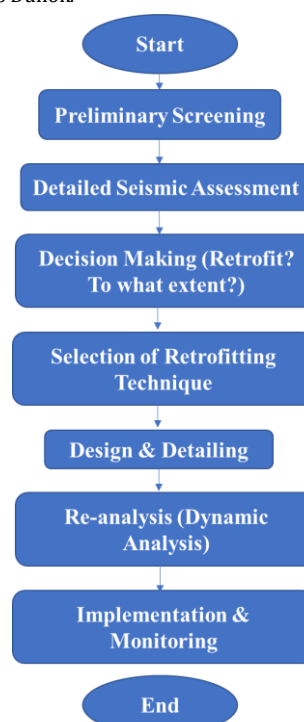 Start
Preliminary Screening
Detailed Seismic Assessment
Decision Making (Retrofit?
To what extent?)
Selection of Retrofitting
Technique
Design & Detailing
Re-analysis (Dynamic
Analysis)
Implementation &
Monitoring
End